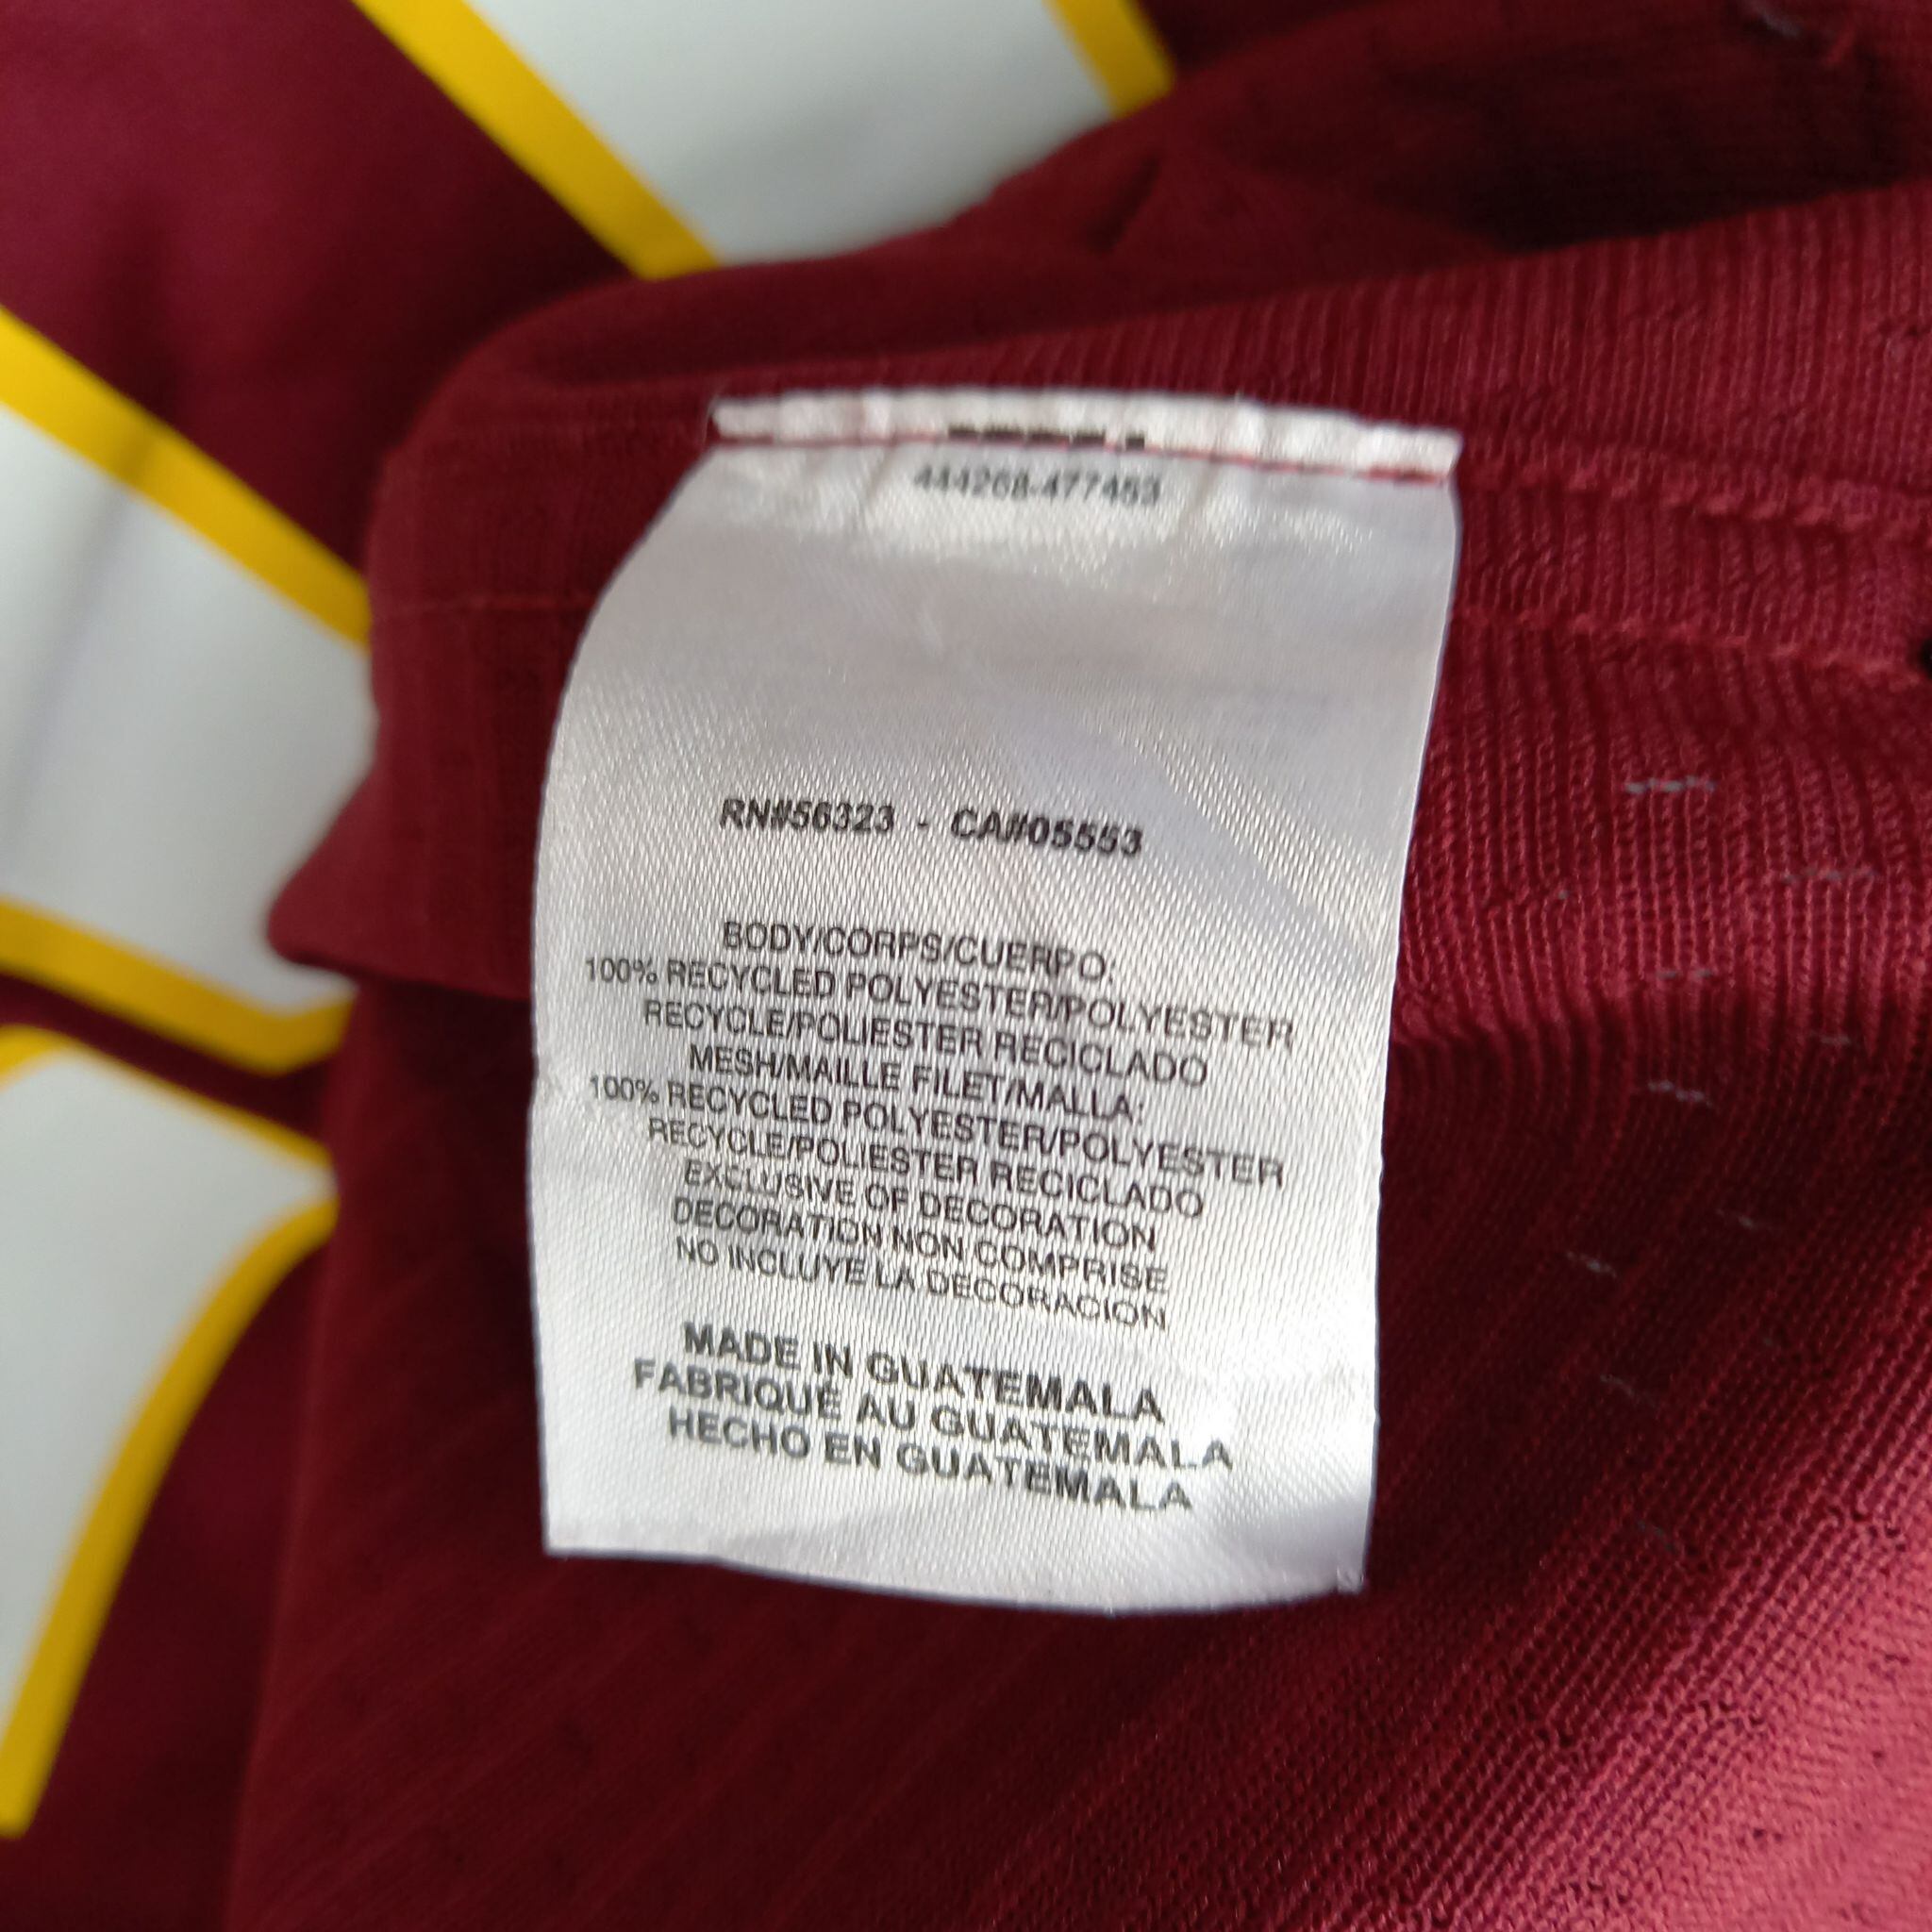 444268-477453
RN#56323 - CA#05553
BODY/CORPS/CUERPO:
100% RECYCLED POLYESTER/POLYESTER
RECYCLE/POLIESTER RECICLADO
MESH/MAILLE FILET/MALLA:
100% RECYCLED POLYESTER/POLYESTER
RECYCLE/POLIESTER RECICLADO
EXCLUSIVE OF DECORATION
DECORATION NON COMPRISE
NO INCLUYE LA DECORACION
MADE IN GUATEMALA
FABRIQUÉ AU GUATEMALA
HECHO EN GUATEMALA